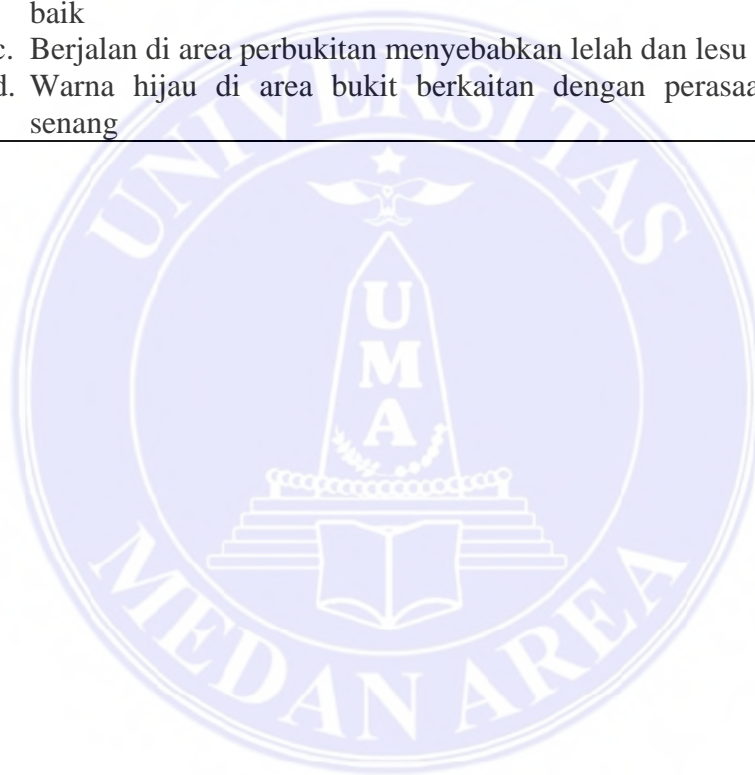 baik
c. Berjalan di area perbukitan menyebabkan lelah dan lesu
d. Warna hijau di area bukit berkaitan dengan perasaa
senang
UNIVERSITAS
UMA
MEDAN AREA